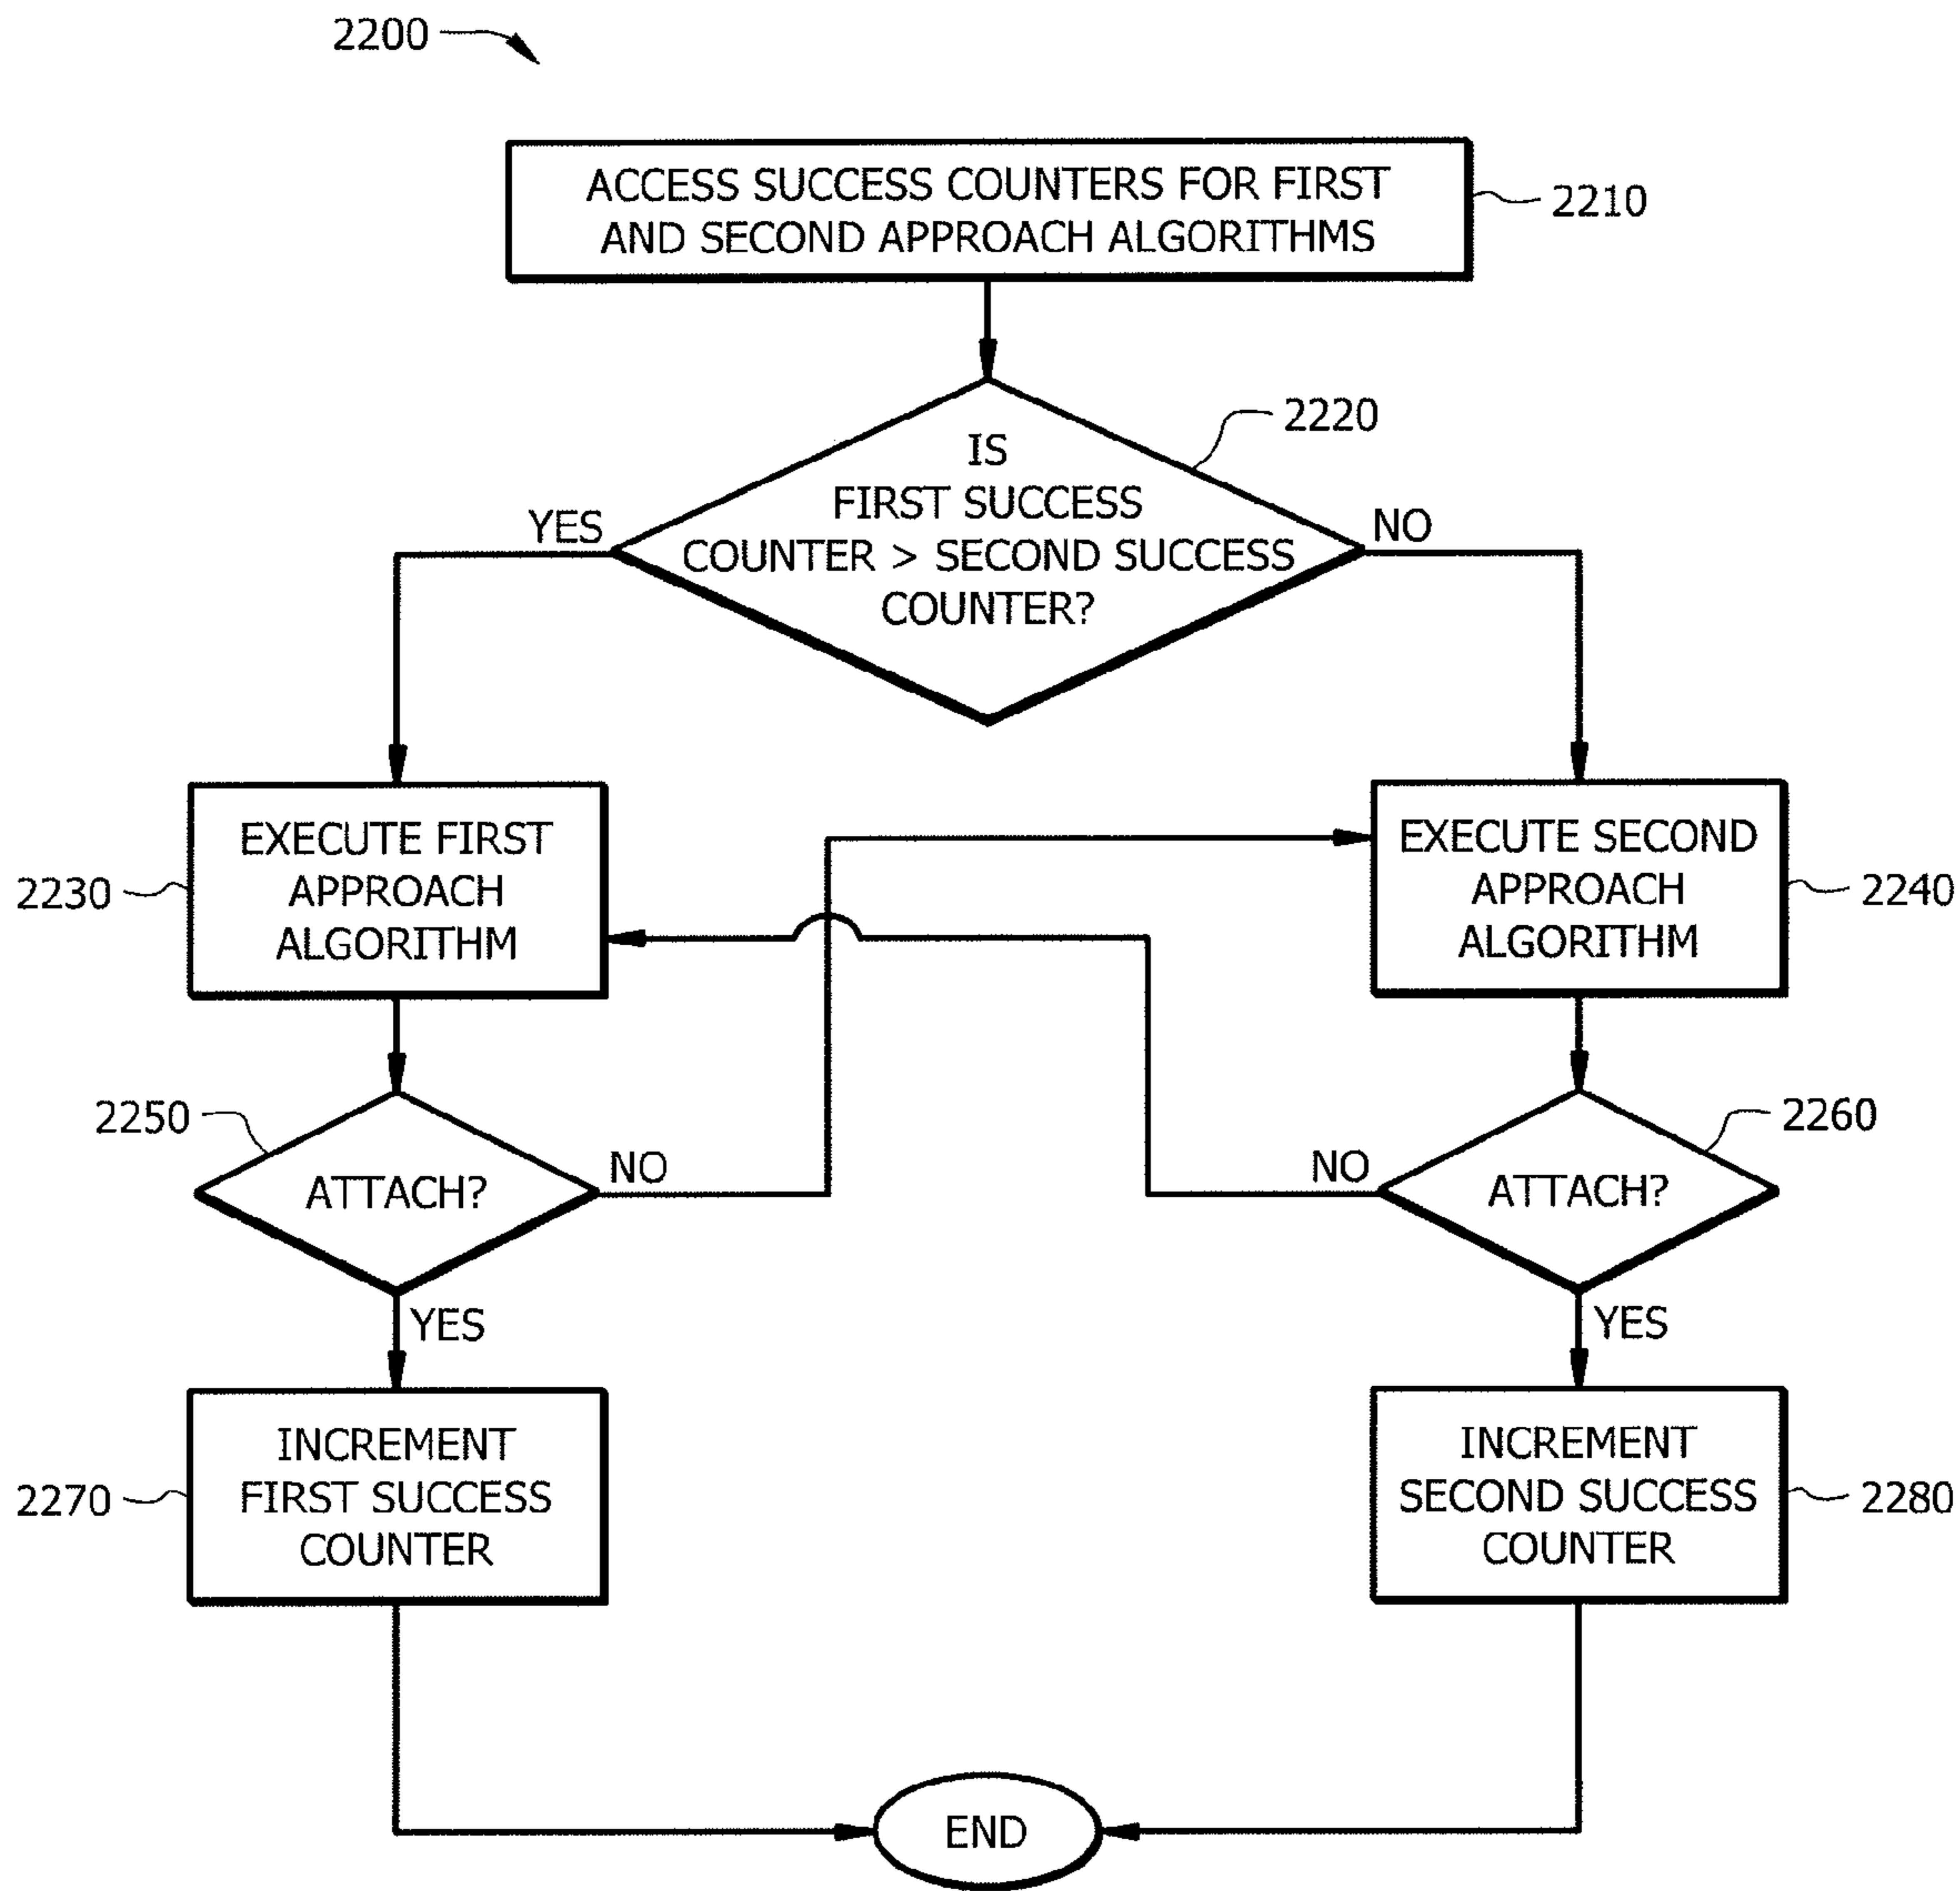 2200
ACCESS SUCCESS COUNTERS FOR FIRST
AND SECOND APPROACH ALGORITHMS
2210
2220
IS
FIRST SUCCESS
COUNTER > SECOND SUCCESS
COUNTER?
YES
NO
EXECUTE FIRST
APPROACH
ALGORITHM
2230
EXECUTE SECOND
APPROACH
ALGORITHM
2240
2250
ATTACH?
NO
YES
2260
ATTACH?
NO
YES
INCREMENT
FIRST SUCCESS
COUNTER
2270
INCREMENT
SECOND SUCCESS
COUNTER
2280
END